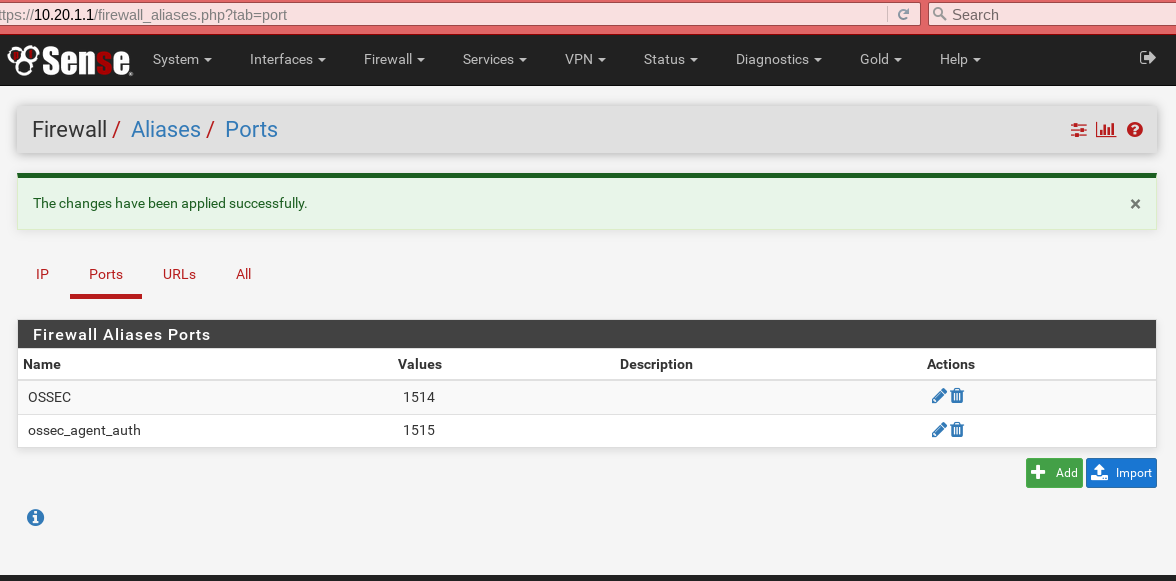 ttps://10.20.1.1/firewall_aliases.php?tab=port
Search
Sense
System
Interfaces
Firewall
Services
VPN
Status
Diagnostics
Gold
Help
Firewall / Aliases / Ports
The changes have been applied successfully.
×
IP
Ports
URLs
All
Firewall Aliases Ports
Name Values Description Actions
OSSEC 1514
ossec_agent_auth 1515
Add
Import